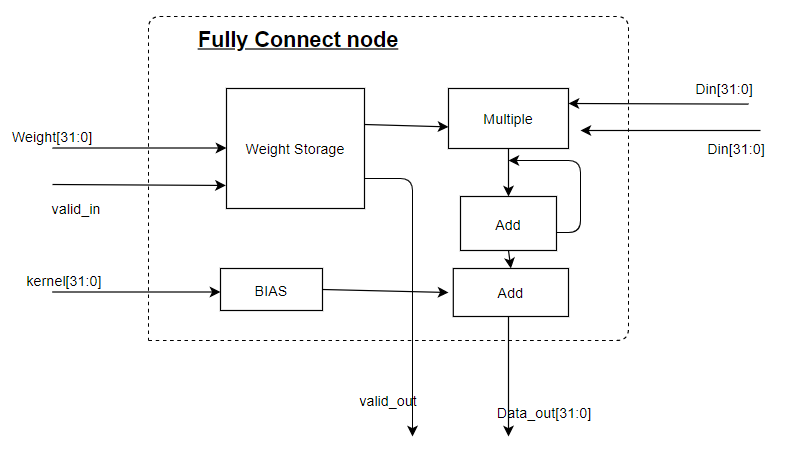 Fully Connect node
Din[31:0]
Multiple
Weight[31:0]
Weight Storage
Din[31:0]
valid_in
Add
kernel[31:0]
BIAS
Add
valid_out
Data_out[31:0]